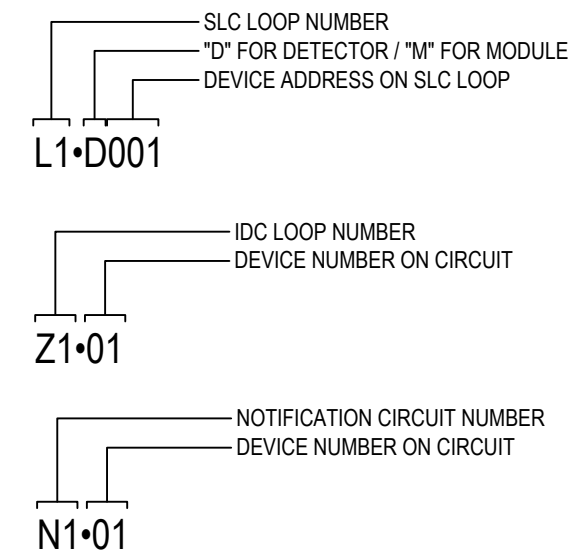 SLC LOOP NUMBER
"D" FOR DETECTOR / "M" FOR MODULE
DEVICE ADDRESS ON SLC LOOP
L1•D001
IDC LOOP NUMBER
DEVICE NUMBER ON CIRCUIT
Z1•01
NOTIFICATION CIRCUIT NUMBER
DEVICE NUMBER ON CIRCUIT
N1•01